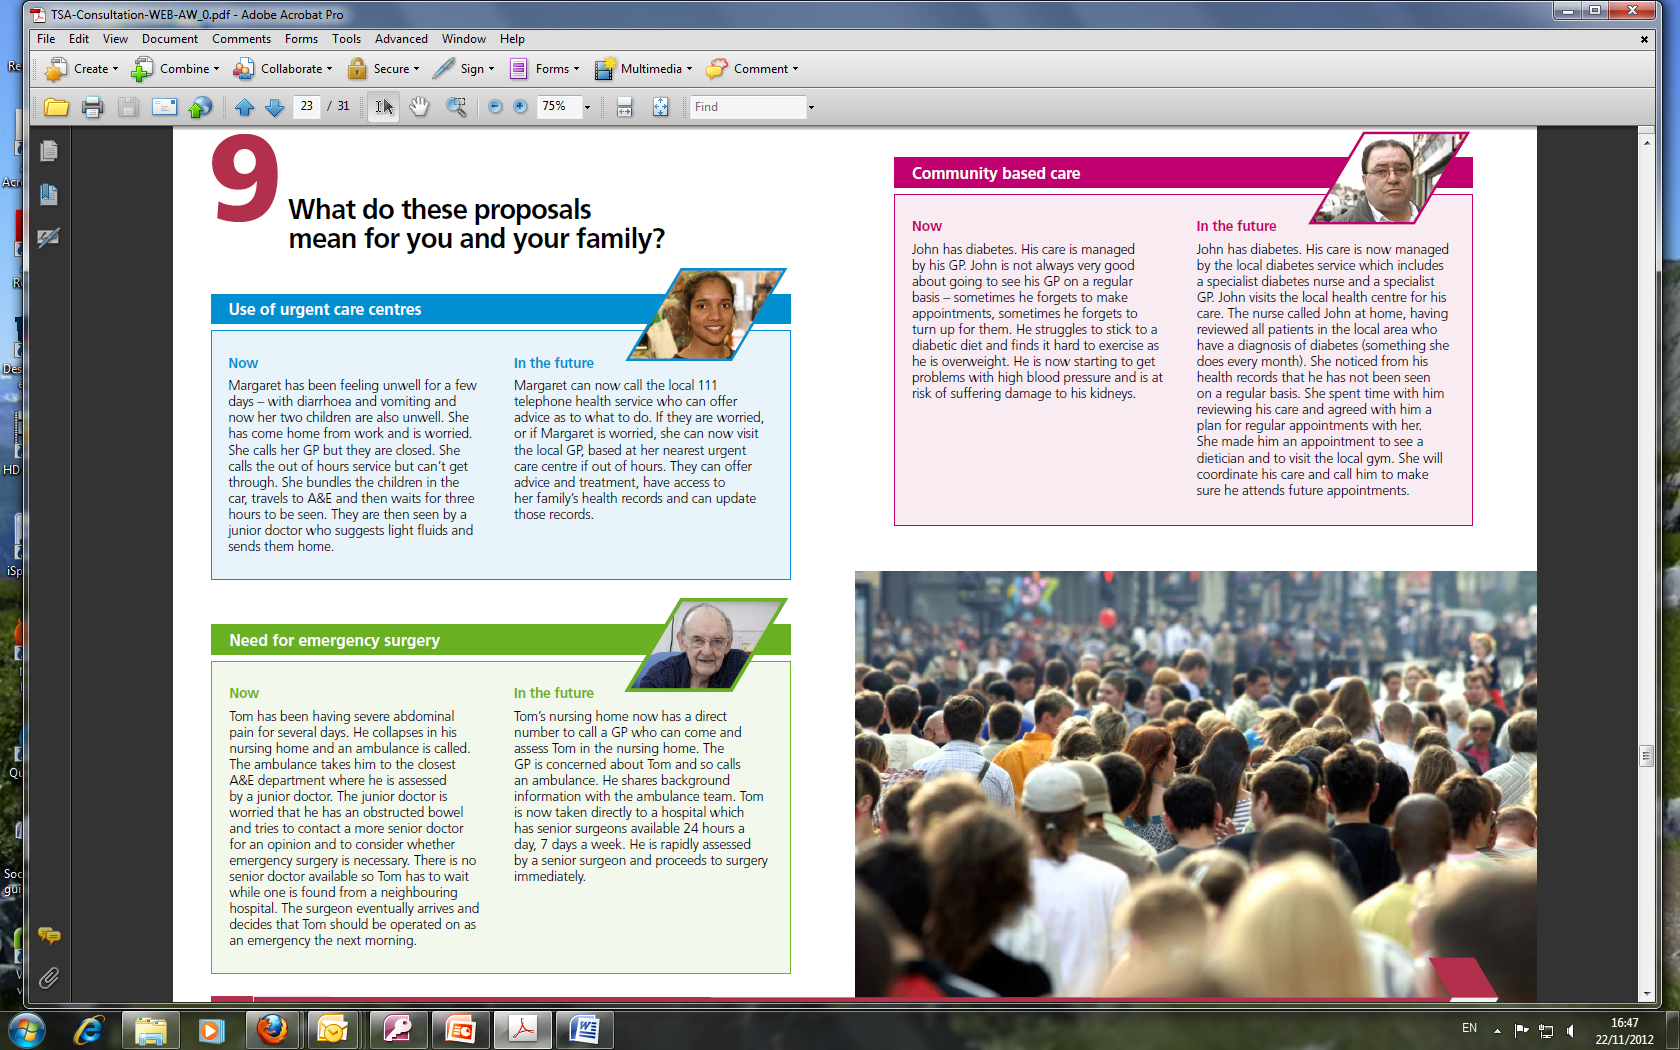 TSA-Consultation-WEB-AW_0.pdf - Adobe Acrobat Pro
File Edit View Document Comments Forms Tools Advanced Window Help
Create Combine Collaborate Secure Sign Forms Multimedia Comment
23 / 31 75% Find
9
What do these proposals
mean for you and your family?
Use of urgent care centres
Now
Margaret has been feeling unwell for a few
days – with diarrhoea and vomiting and
now her two children are also unwell. She
has come home from work and is worried.
She calls her GP but they are closed. She
calls the out of hours service but can’t get
through. She bundles the children in the
car, travels to A&E and then waits for three
hours to be seen. They are then seen by a
junior doctor who suggests light fluids and
sends them home.
In the future
Margaret can now call the local 111
telephone health service who can offer
advice as to what to do. If they are worried,
or if Margaret is worried, she can now visit
the local GP, based at her nearest urgent
care centre if out of hours. They can offer
advice and treatment, have access to
her family’s health records and can update
those records.
Need for emergency surgery
Now
Tom has been having severe abdominal
pain for several days. He collapses in his
nursing home and an ambulance is called.
The ambulance takes him to the closest
A&E department where he is assessed
by a junior doctor. The junior doctor is
worried that he has an obstructed bowel
and tries to contact a more senior doctor
for an opinion and to consider whether
emergency surgery is necessary. There is no
senior doctor available so Tom has to wait
while one is found from a neighbouring
hospital. The surgeon eventually arrives and
decides that Tom should be operated on as
an emergency the next morning.
In the future
Tom’s nursing home now has a direct
number to call a GP who can come and
assess Tom in the nursing home. The
GP is concerned about Tom and so calls
an ambulance. He shares background
information with the ambulance team. Tom
is now taken directly to a hospital which
has senior surgeons available 24 hours a
day, 7 days a week. He is rapidly assessed
by a senior surgeon and proceeds to surgery
immediately.
Community based care
Now
John has diabetes. His care is managed
by his GP. John is not always very good
about going to see his GP on a regular
basis – sometimes he forgets to make
appointments, sometimes he forgets to
turn up for them. He struggles to stick to a
diabetic diet and finds it hard to exercise as
he is overweight. He is now starting to get
problems with high blood pressure and is at
risk of suffering damage to his kidneys.
In the future
John has diabetes. His care is now managed
by the local diabetes service which includes
a specialist diabetes nurse and a specialist
GP. John visits the local health centre for his
care. The nurse called John at home, having
reviewed all patients in the local area who
have a diagnosis of diabetes (something she
does every month). She noticed from his
health records that he has not been seen
on a regular basis. She spent time with him
reviewing his care and agreed with him a
plan for regular appointments with her.
She made him an appointment to see a
dietician and to visit the local gym. She will
coordinate his care and call him to make
sure he attends future appointments.
EN
16:47
22/11/2012